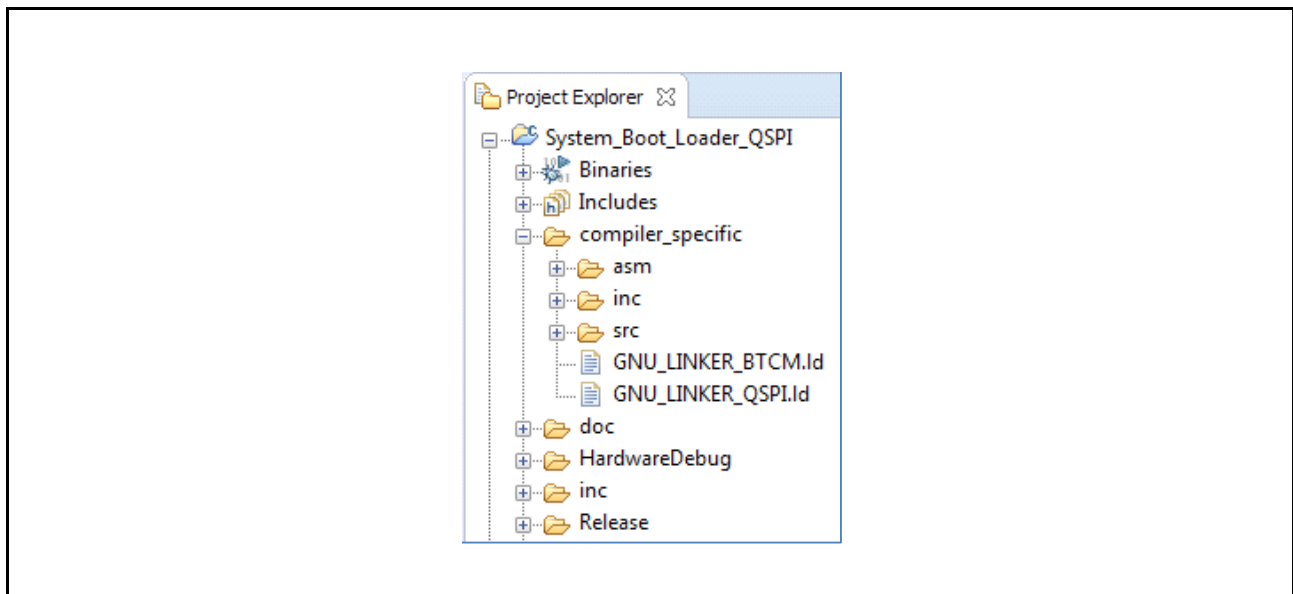 Project Explorer
System_Boot_Loader_QSPI
Binaries
Includes
compiler_specific
asm
inc
src
GNU_LINKER_BTCM.ld
GNU_LINKER_QSPI.ld
doc
HardwareDebug
inc
Release